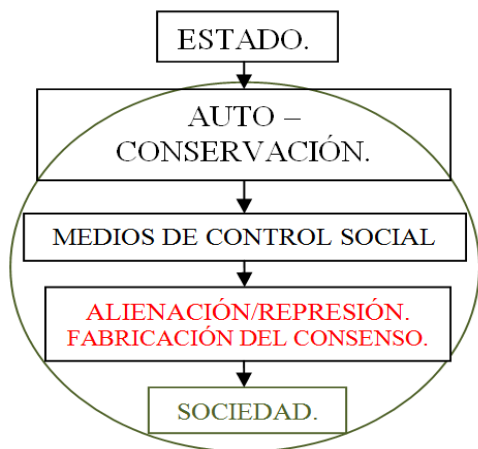 ESTADO.
AUTO –
CONSERVACIÓN.
MEDIOS DE CONTROL SOCIAL
ALIENACIÓN/REPRESIÓN.
FABRICACIÓN DEL CONSENSO.
SOCIEDAD.